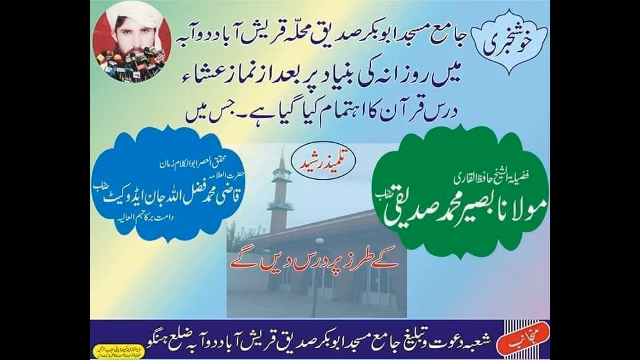 خوشخبری
جامع مسجد ابوبکر صدیق محلّہ قریش آباد دوآبہ
میں روزانہ کی بنیاد پر بعد از نماز عشاء
درس قرآن کا اہتمام کیا گیا ہے۔ جس میں
فضیلۃ الشیخ حافظ القاری
مولانا بصیر محمد صدیقی صاحب
تلمیذ رشید
محقق العصر ابوالکلام زمان
حضرت العلامہ
قاضی محمد فضل اللہ جان ایڈوکیٹ صاحب
دامت برکاتہم العالیہ
کے طرز پر درس دیں گے
منجانب
شعبہ دعوت و تبلیغ جامع مسجد ابوبکر صدیق قریش آباد دوآبہ ضلع ہنگو